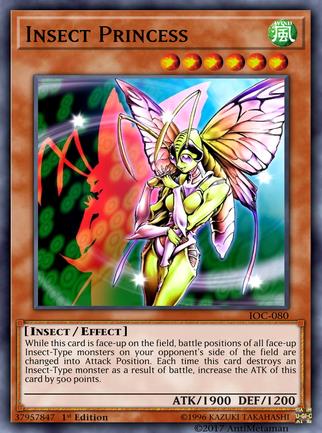 Insect Princess
WIND
風
IOC-080
[Insect / Effect]
While this card is face-up on the field, battle positions of all face-up
Insect-Type monsters on your opponent's side of the field are
changed into Attack Position. Each time this card destroys an
Insect-Type monster as a result of battle, increase the ATK of
this card by 500 points.
ATK/1900 DEF/1200
37957847 1st Edition ©1996 KAZUKI TAKAHASHI
©2017 AntiMetaman